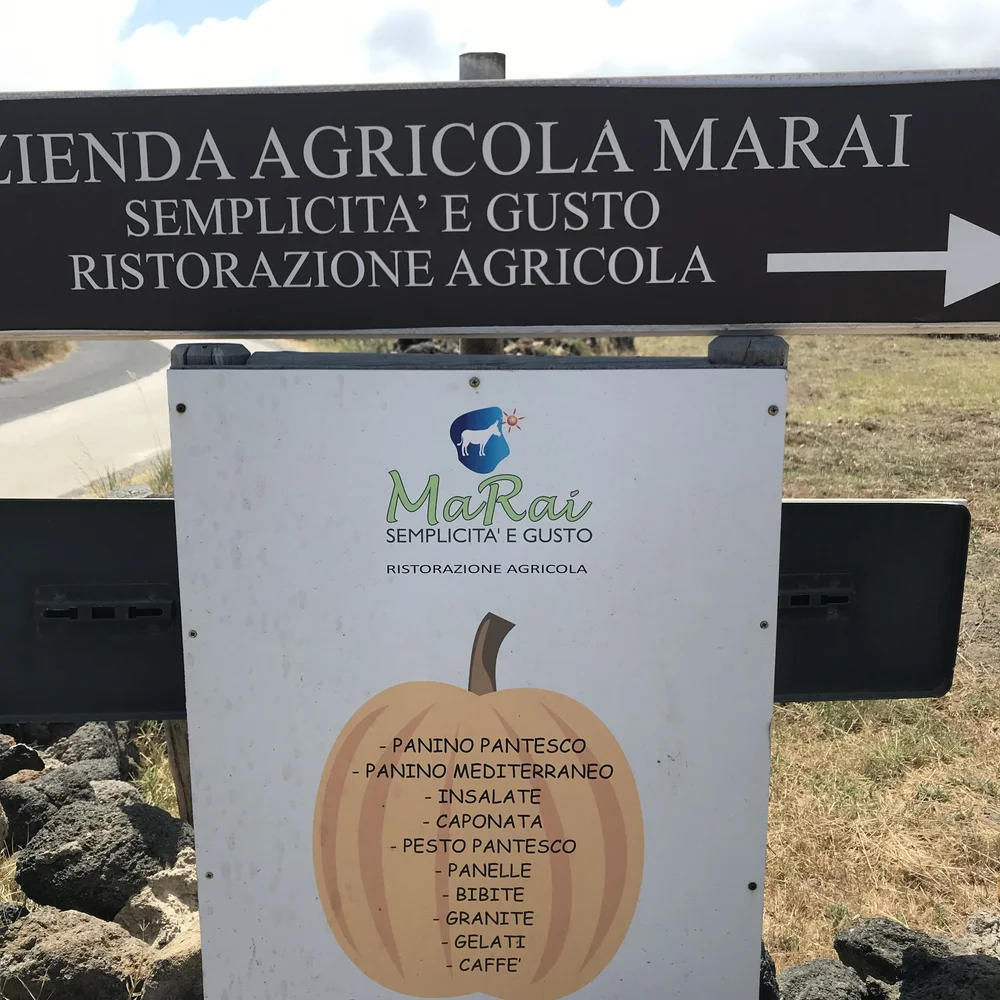 ZIENDA AGRICOLA MARAI
SEMPLICITA' E GUSTO
RISTORAZIONE AGRICOLA
MaRai
SEMPLICITA' E GUSTO
RISTORAZIONE AGRICOLA
- PANINO PANTESCO
- PANINO MEDITERRANEO
- INSALATE
- CAPONATA
- PESTO PANTESCO
- PANELLE
- BIBITE
- GRANITE
- GELATI
- CAFFE'